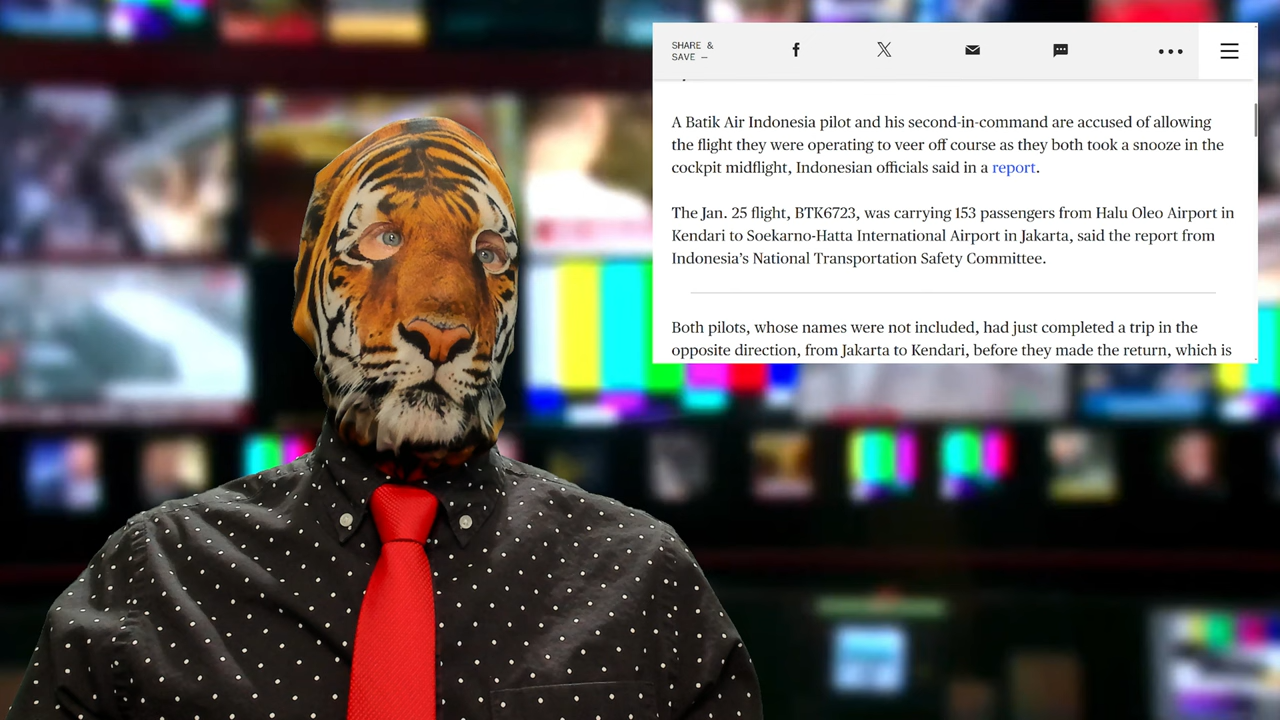 SHARE &
SAVE —
A Batik Air Indonesia pilot and his second-in-command are accused of allowing
the flight they were operating to veer off course as they both took a snooze in the
cockpit midflight, Indonesian officials said in a report.
The Jan. 25 flight, BTK6723, was carrying 153 passengers from Halu Oleo Airport in
Kendari to Soekarno-Hatta International Airport in Jakarta, said the report from
Indonesia’s National Transportation Safety Committee.
Both pilots, whose names were not included, had just completed a trip in the
opposite direction, from Jakarta to Kendari, before they made the return, which is